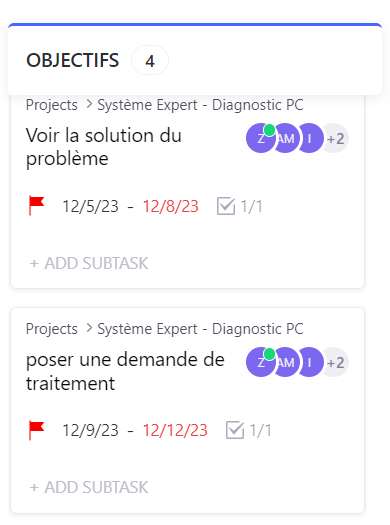 OBJECTIFS 4
Projects > Système Expert - Diagnostic PC
Voir la solution du
problème
Z AM I +2
12/5/23 - 12/8/23 1/1
+ ADD SUBTASK
Projects > Système Expert - Diagnostic PC
poser une demande de
traitement
Z AM I +2
12/9/23 - 12/12/23 1/1
+ ADD SUBTASK